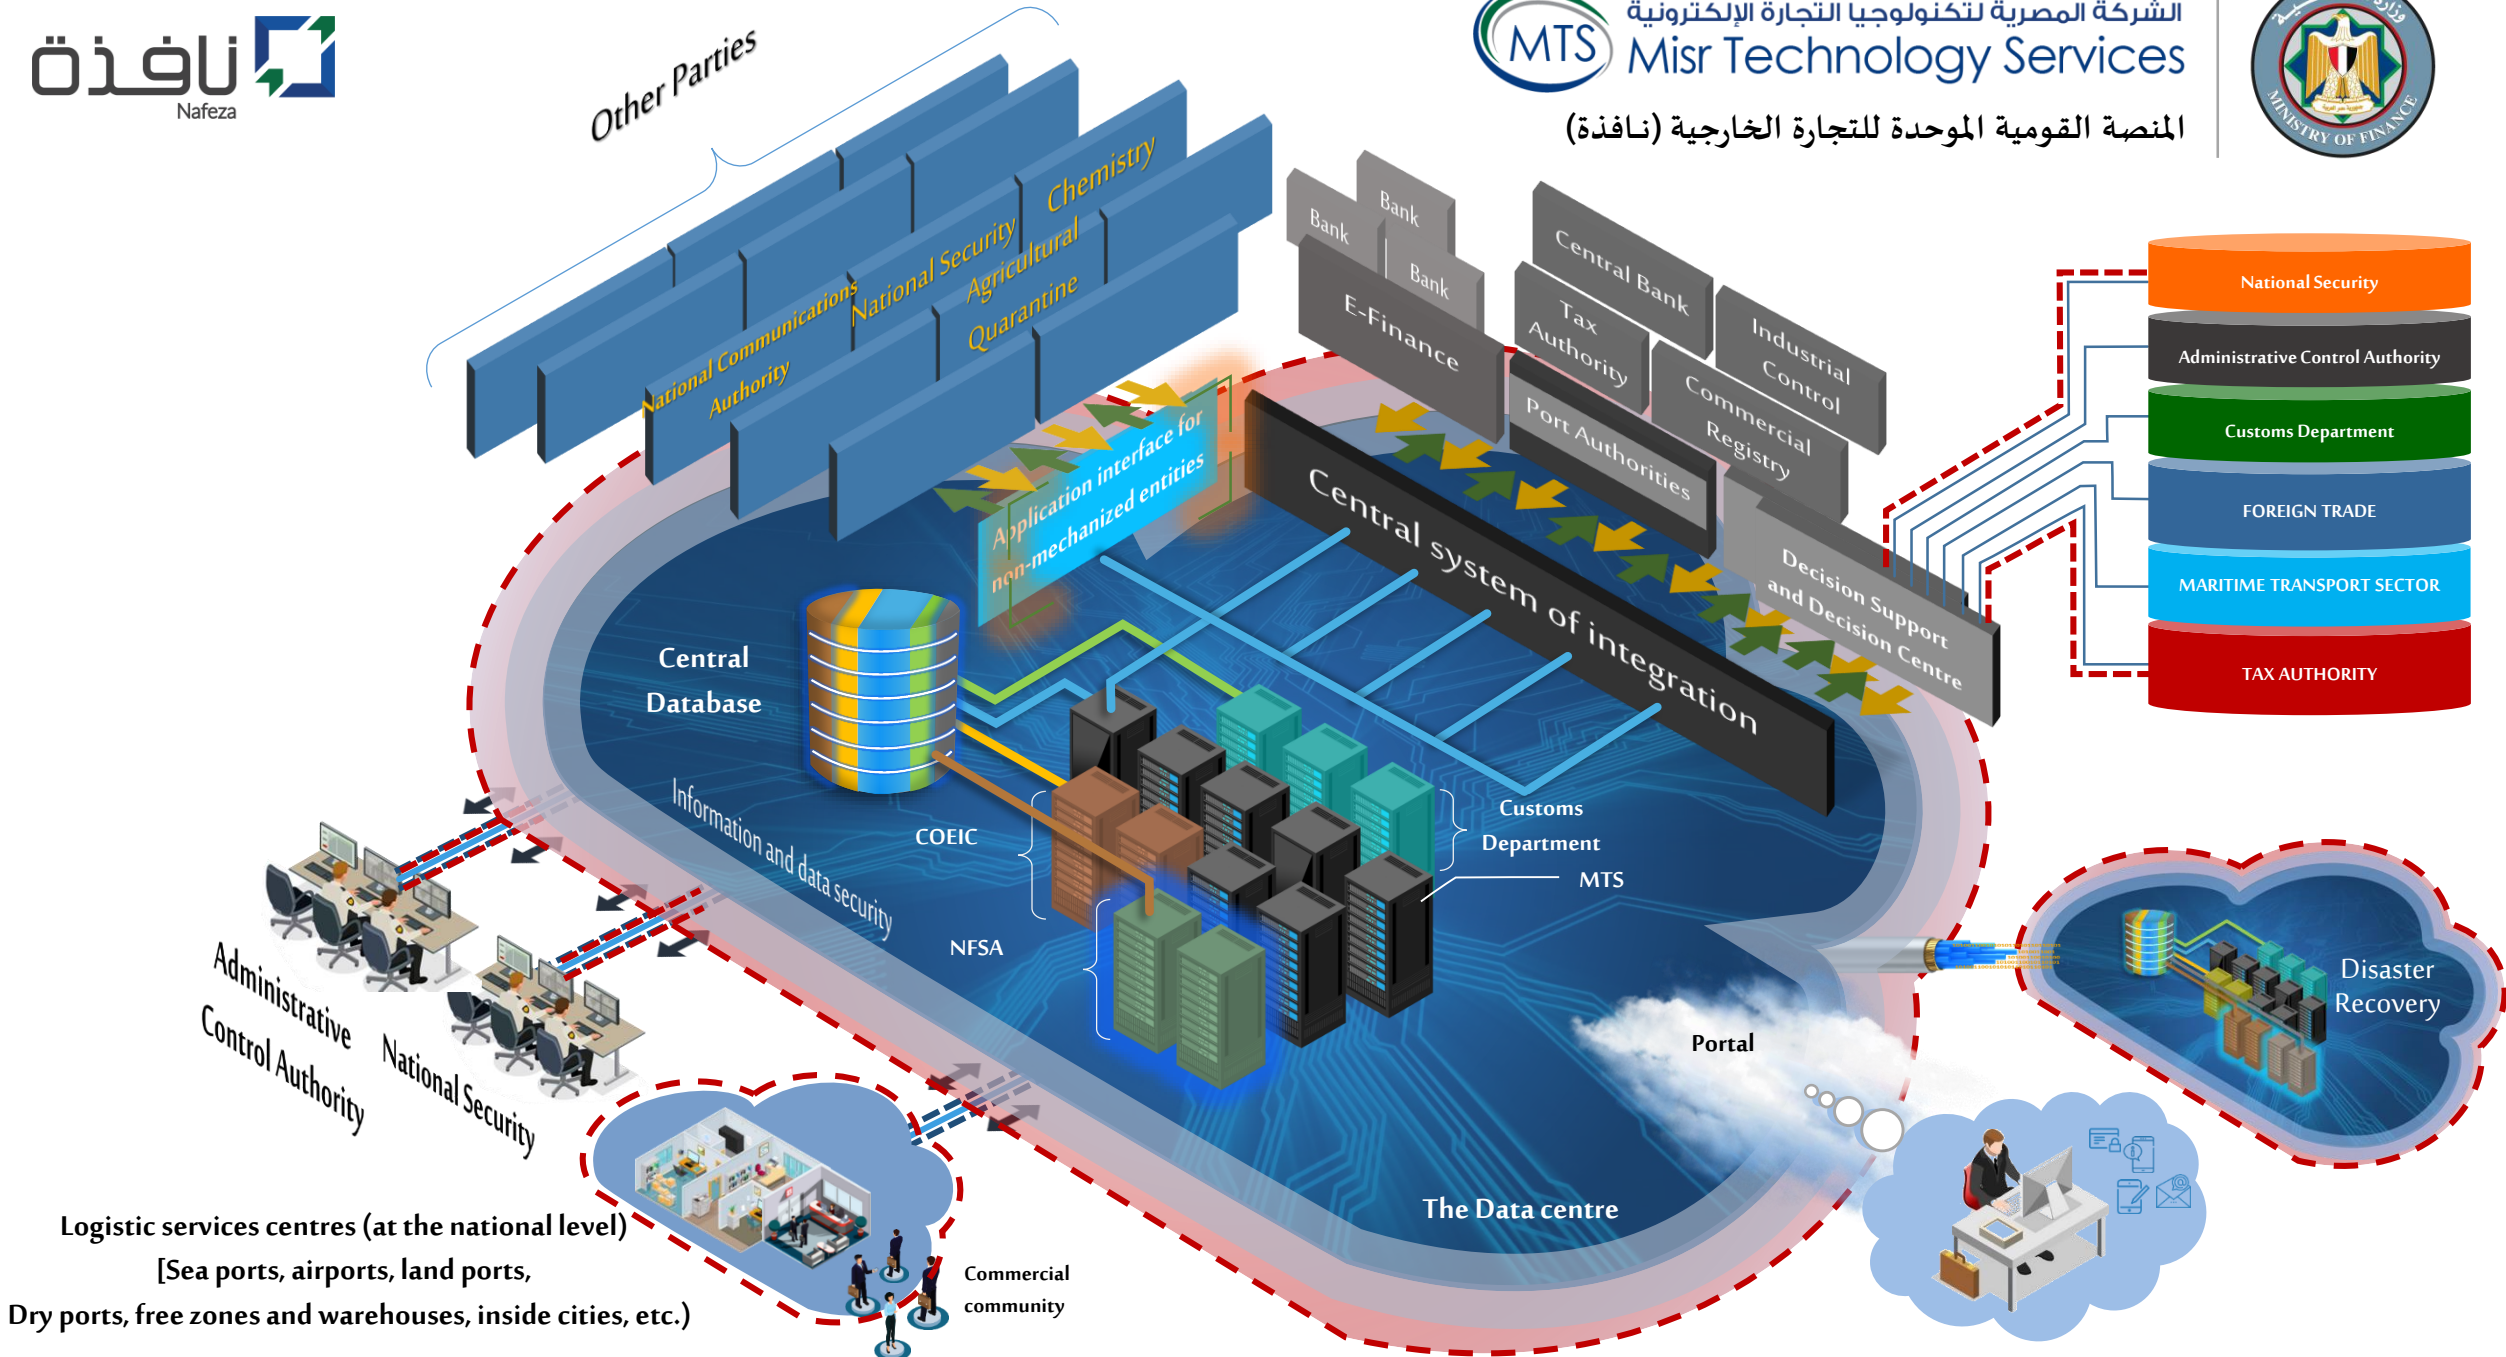 نافذة
Nafeza
Other Parties
الشركة المصرية لتكنولوجيا التجارة الإلكترونية
MTS
Misr Technology Services
المنصة القومية الموحدة للتجارة الخارجية (نافذة)
MINISTRY OF FINANCE
Chemistry
National Security
Agricultural
Quarantine
National Communications
Authority
Bank
Bank
Bank
E-Finance
Central Bank
Tax
Authority
Industrial
Control
Commercial
Registry
Port Authorities
Decision Support
and Decision Centre
Central system of integration
Application interface for
non-mechanized entities
National Security
Administrative Control Authority
Customs Department
FOREIGN TRADE
MARITIME TRANSPORT SECTOR
TAX AUTHORITY
Central
Database
Information and data security
COEIC
NFSA
Customs
Department
MTS
Portal
The Data centre
Disaster
Recovery
Administrative
Control Authority
National Security
Logistic services centres (at the national level)
[Sea ports, airports, land ports,
Dry ports, free zones and warehouses, inside cities, etc.)
Commercial
community